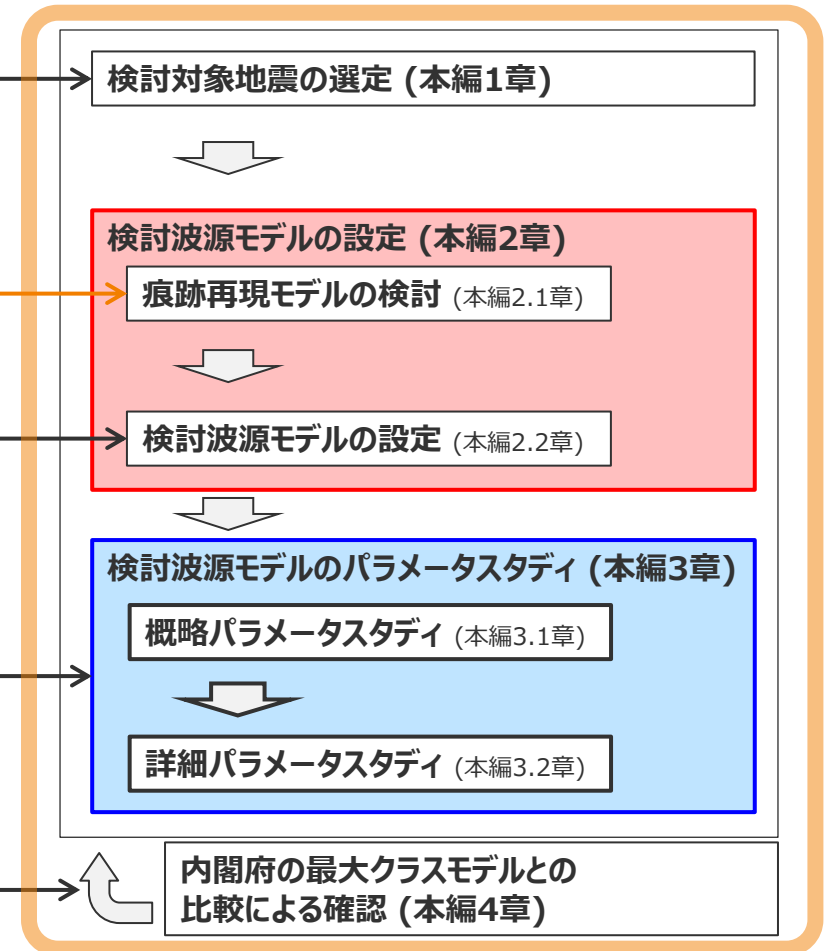 検討対象地震の選定 (本編1章)
検討波源モデルの設定 (本編2章)
痕跡再現モデルの検討 (本編2.1章)
検討波源モデルの設定 (本編2.2章)
検討波源モデルのパラメータスタディ (本編3章)
概略パラメータスタディ (本編3.1章)
詳細パラメータスタディ (本編3.2章)
内閣府の最大クラスモデルとの
比較による確認 (本編4章)